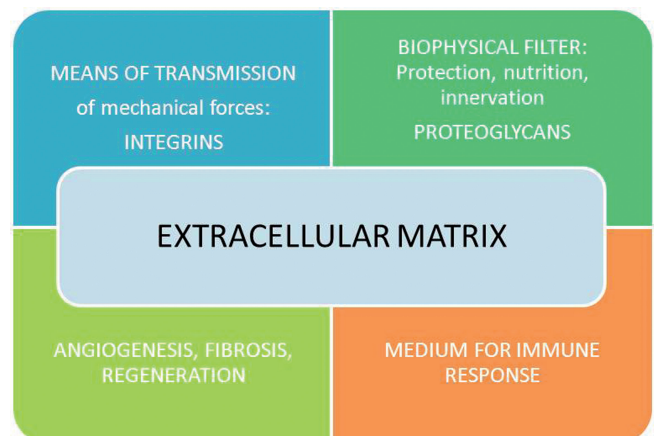 MEANS OF TRANSMISSION
of mechanical forces:
INTEGRINS
BIOPHYSICAL FILTER:
Protection, nutrition,
innervation
PROTEOGLYCANS
EXTRACELLULAR MATRIX
ANGIOGENESIS, FIBROSIS,
REGENERATION
MEDIUM FOR IMMUNE
RESPONSE